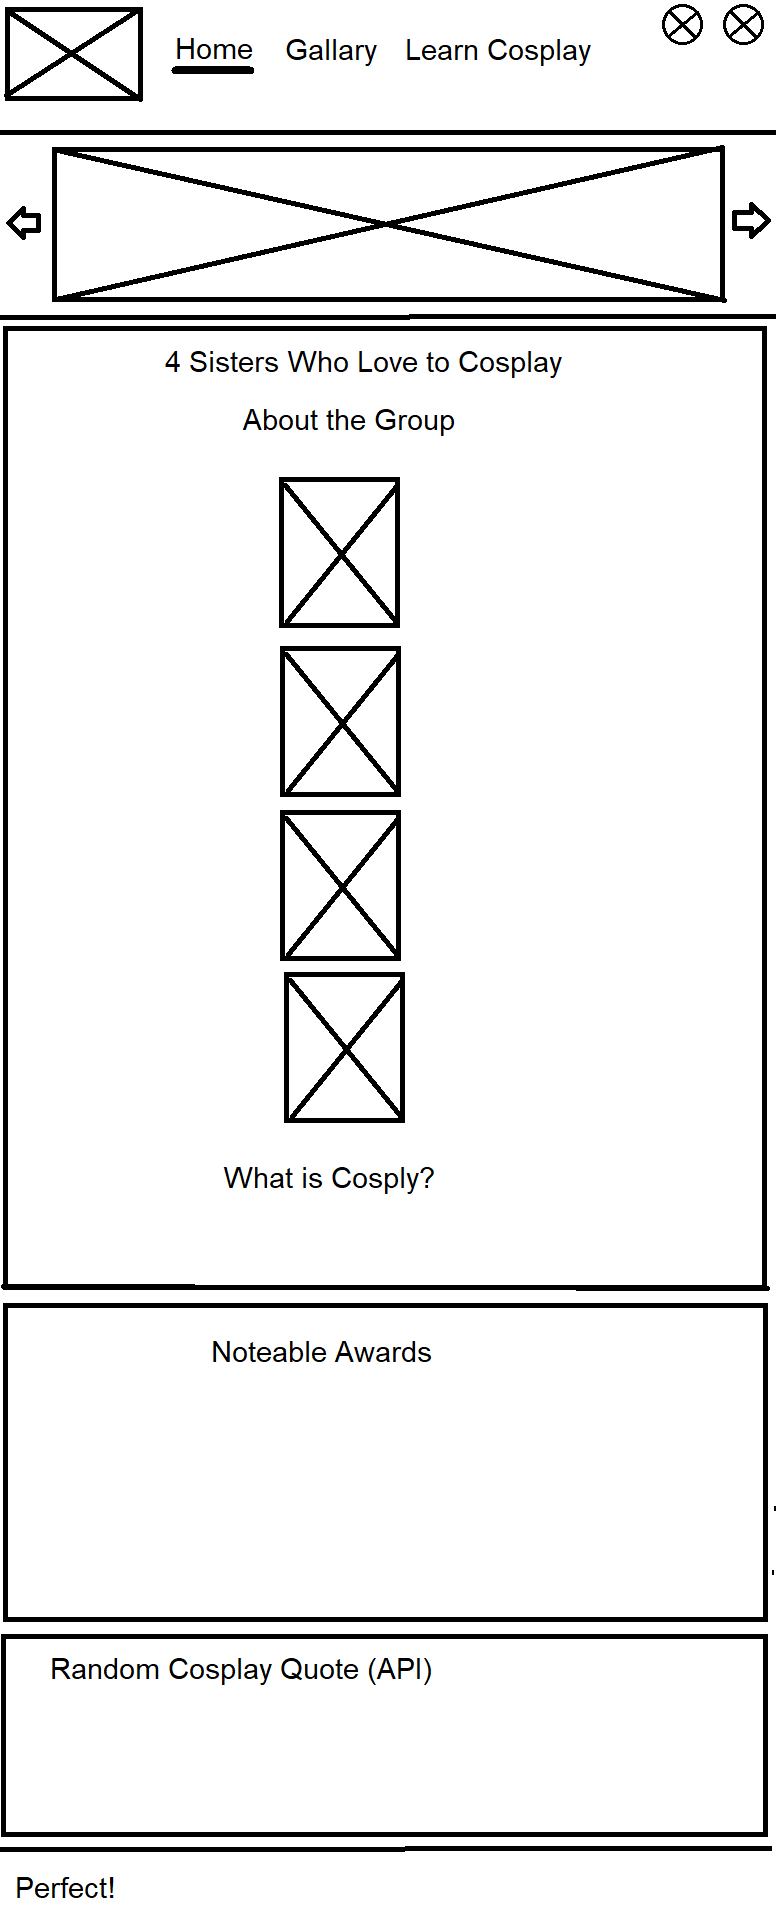 Home Gallary Learn Cosplay
4 Sisters Who Love to Cosplay
About the Group
What is Cosply?
Noteable Awards
Random Cosplay Quote (API)
Perfect!